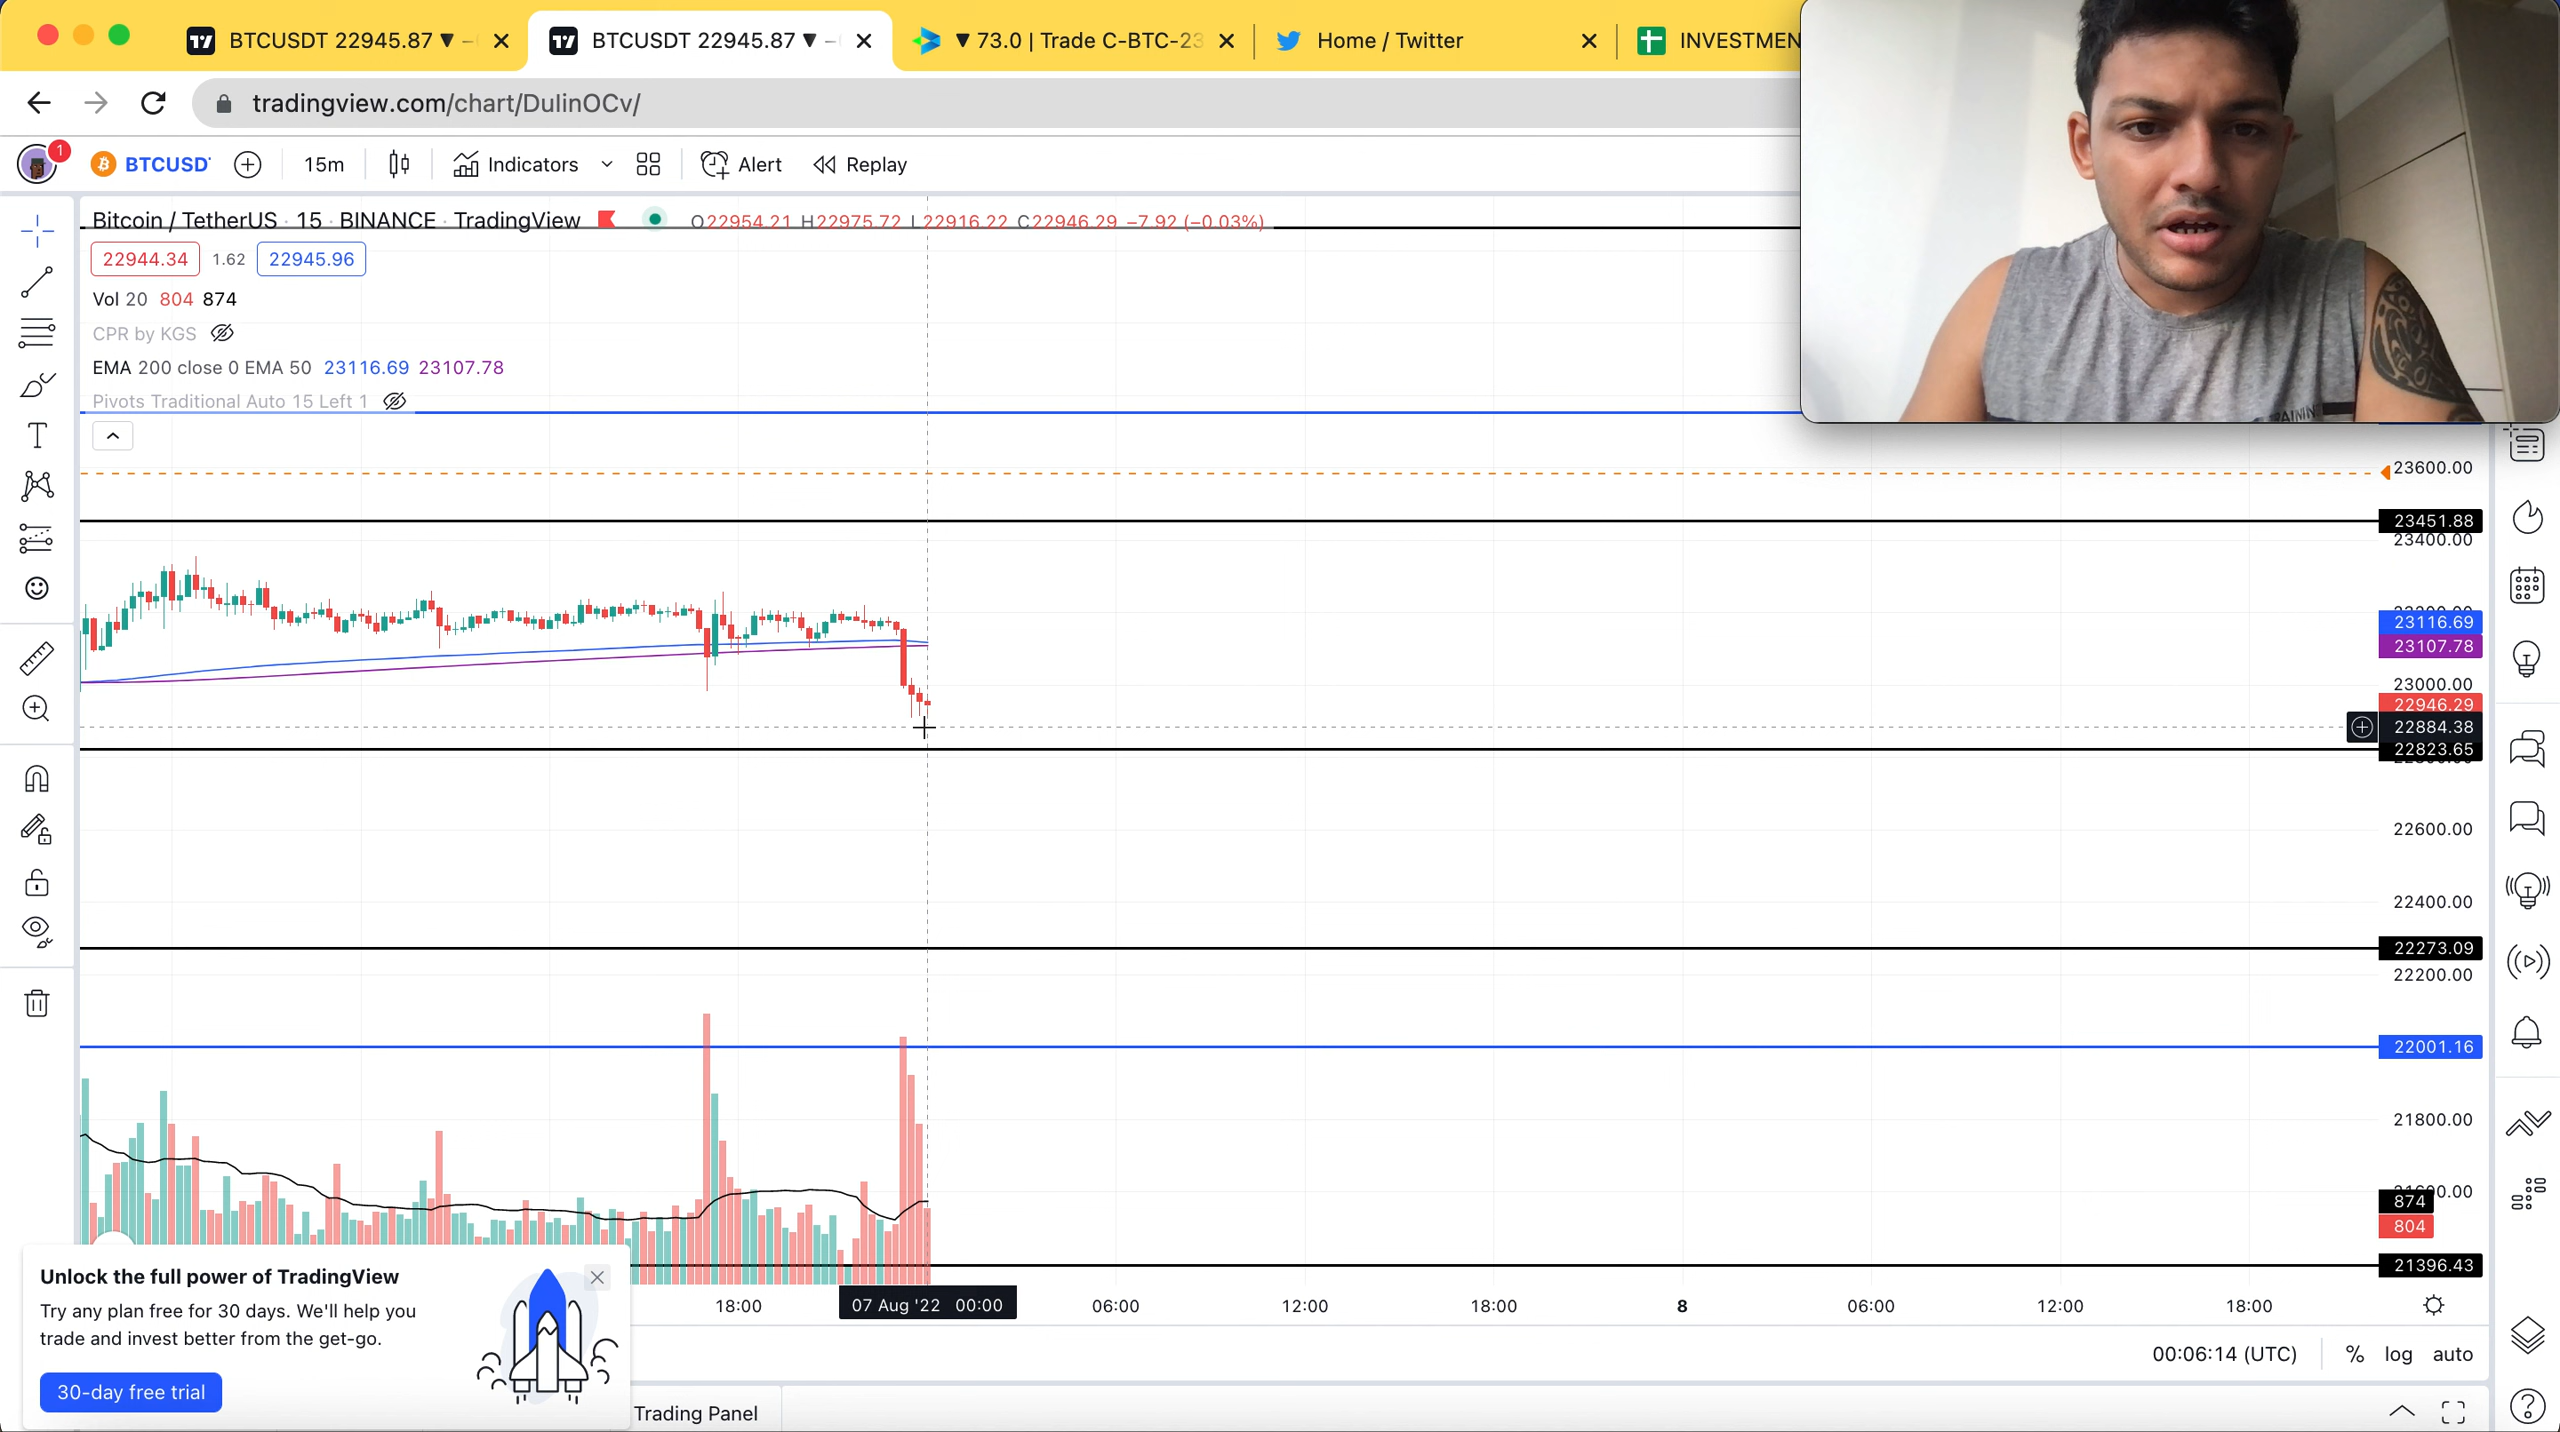 BTCUSDT 22945.87 ▼ –
BTCUSDT 22945.87 ▼ –
▼ 73.0 | Trade C-BTC-23
Home / Twitter
INVESTMEN
tradingview.com/chart/DuIinOCv/
1
BTCUSD
15m
Indicators
Alert
Replay
Bitcoin / TetherUS · 15 · BINANCE · TradingView
O22954.21 H22975.72 L22916.22 C22946.29 −7.92 (−0.03%)
22944.34 1.62 22945.96
Vol 20 804 874
CPR by KGS
EMA 200 close 0 EMA 50 23116.69 23107.78
Pivots Traditional Auto 15 Left 1
23600.00
23451.88
23400.00
23116.69
23107.78
23000.00
22946.29
22884.38
22823.65
22600.00
22400.00
22273.09
22200.00
22001.16
21800.00
874
804
21396.43
18:00
07 Aug '22 00:00
06:00
12:00
18:00
8
06:00
12:00
18:00
Unlock the full power of TradingView
Try any plan free for 30 days. We'll help you
trade and invest better from the get-go.
30-day free trial
00:06:14 (UTC)
%
log
auto
Trading Panel